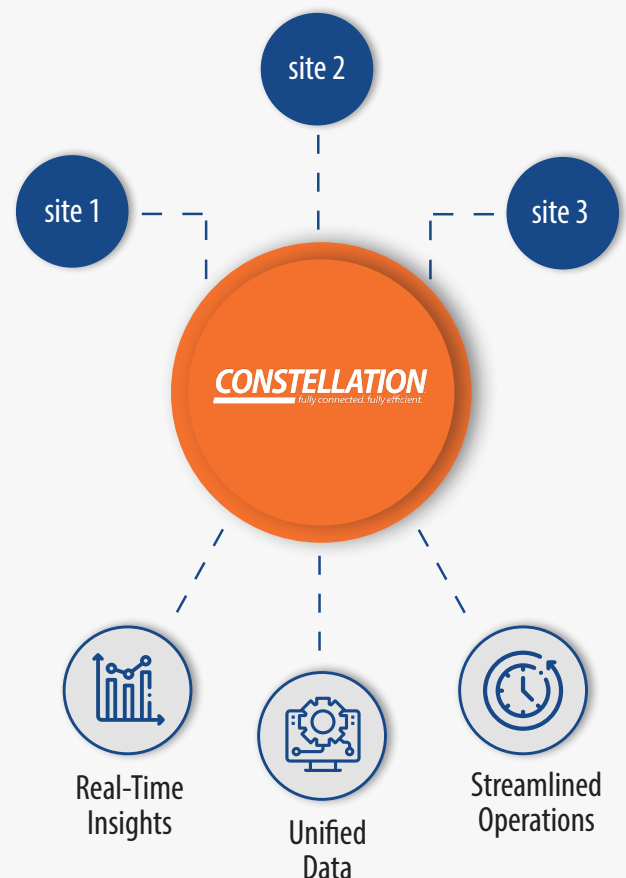 site 2
site 1
site 3
CONSTELLATION
fully connected. fully efficient.
Real-Time
Insights
Unified
Data
Streamlined
Operations